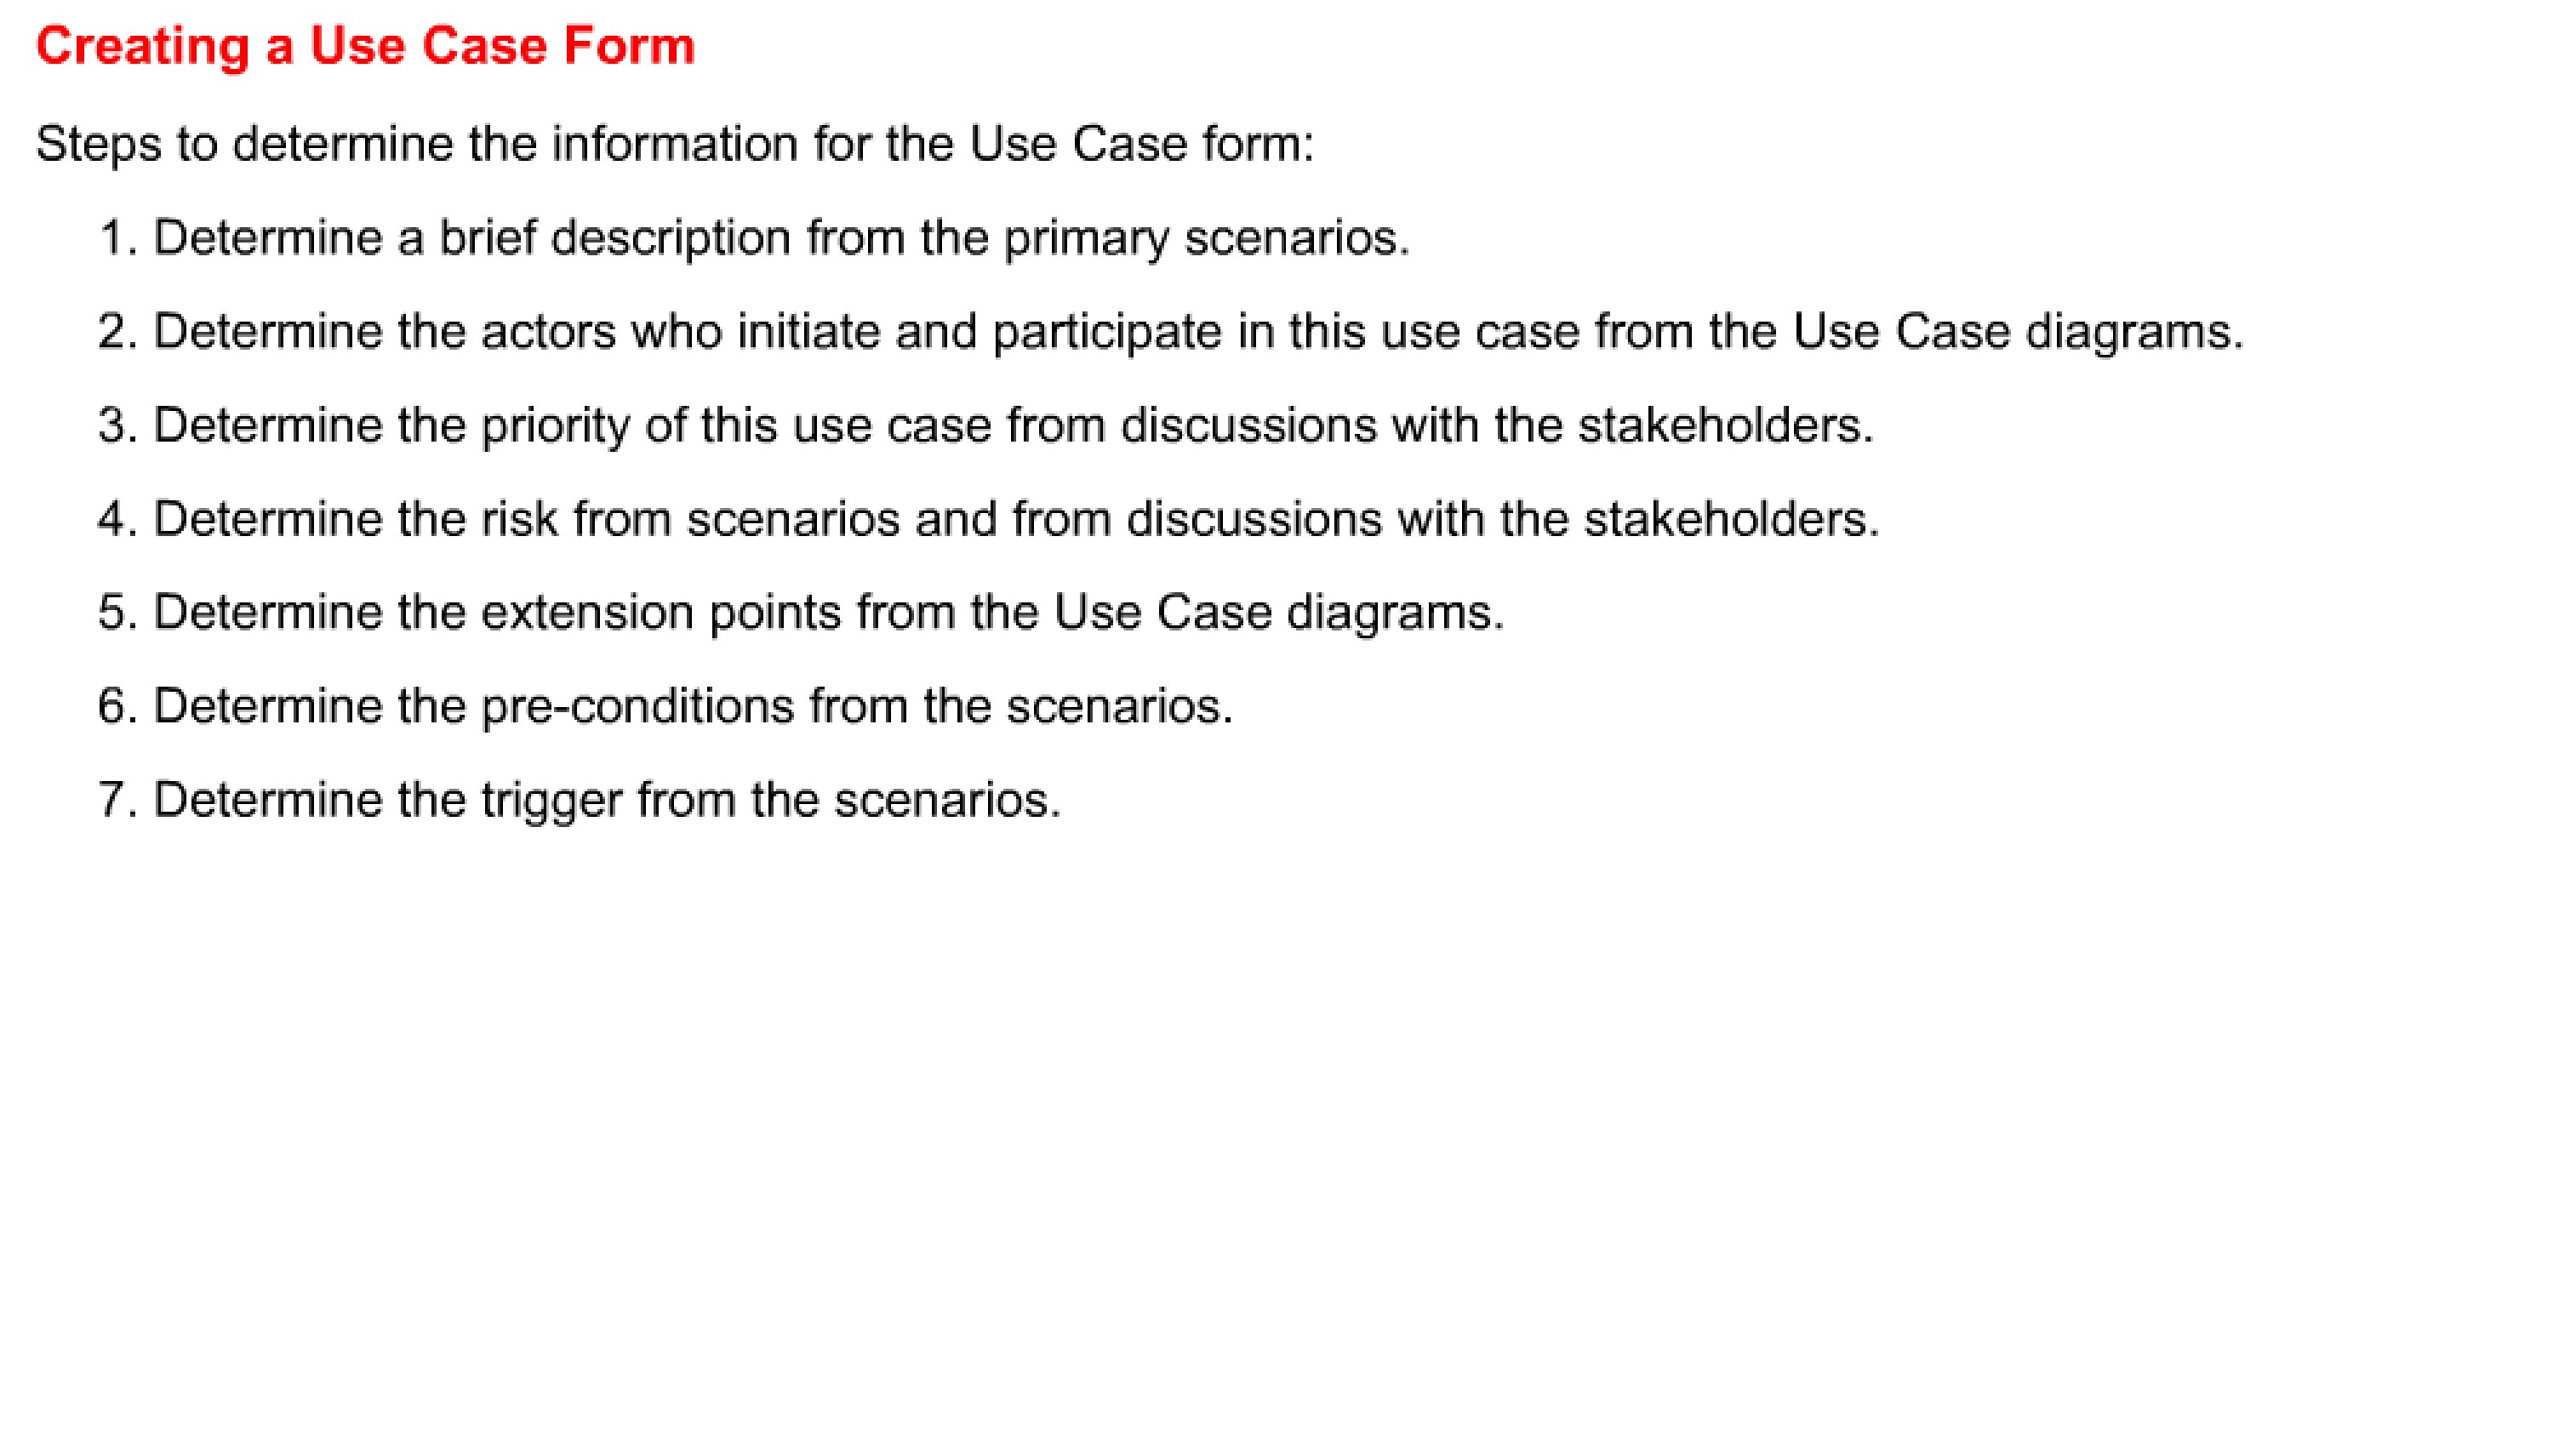 Creating a Use Case Form
Steps to determine the information for the Use Case form:
1. Determine a brief description from the primary scenarios.
2. Determine the actors who initiate and participate in this use case from the Use Case diagrams.
3. Determine the priority of this use case from discussions with the stakeholders.
4. Determine the risk from scenarios and from discussions with the stakeholders.
5. Determine the extension points from the Use Case diagrams.
6. Determine the pre-conditions from the scenarios.
7. Determine the trigger from the scenarios.